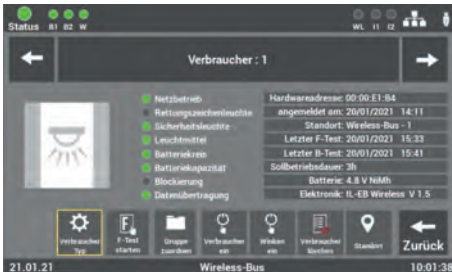 Status B1 B2 W WL I1 I2
Verbraucher : 1
Netzbetrieb
Rettungszeichenleuchte
Sicherheitsleuchte
Leuchtmittel
Batteriekreis
Batteriekapazität
Blockierung
Datenübertragung
Hardwareadresse: 00:00:E1:B4
angemeldet am: 20/01/2021 14:11
Standort: Wireless-Bus - 1
Letzter F-Test: 20/01/2021 15:33
Letzter B-Test: 20/01/2021 15:41
Sollbetriebsdauer: 3h
Batterie: 4.8 V NiMh
Elektronik: IL-EB Wireless V 1.5
Verbraucher Typ
F-Test starten
Gruppe zuordnen
Verbraucher ein
Winken ein
Verbraucher löschen
Standort
Zurück
21.01.21 Wireless-Bus 10:01:38